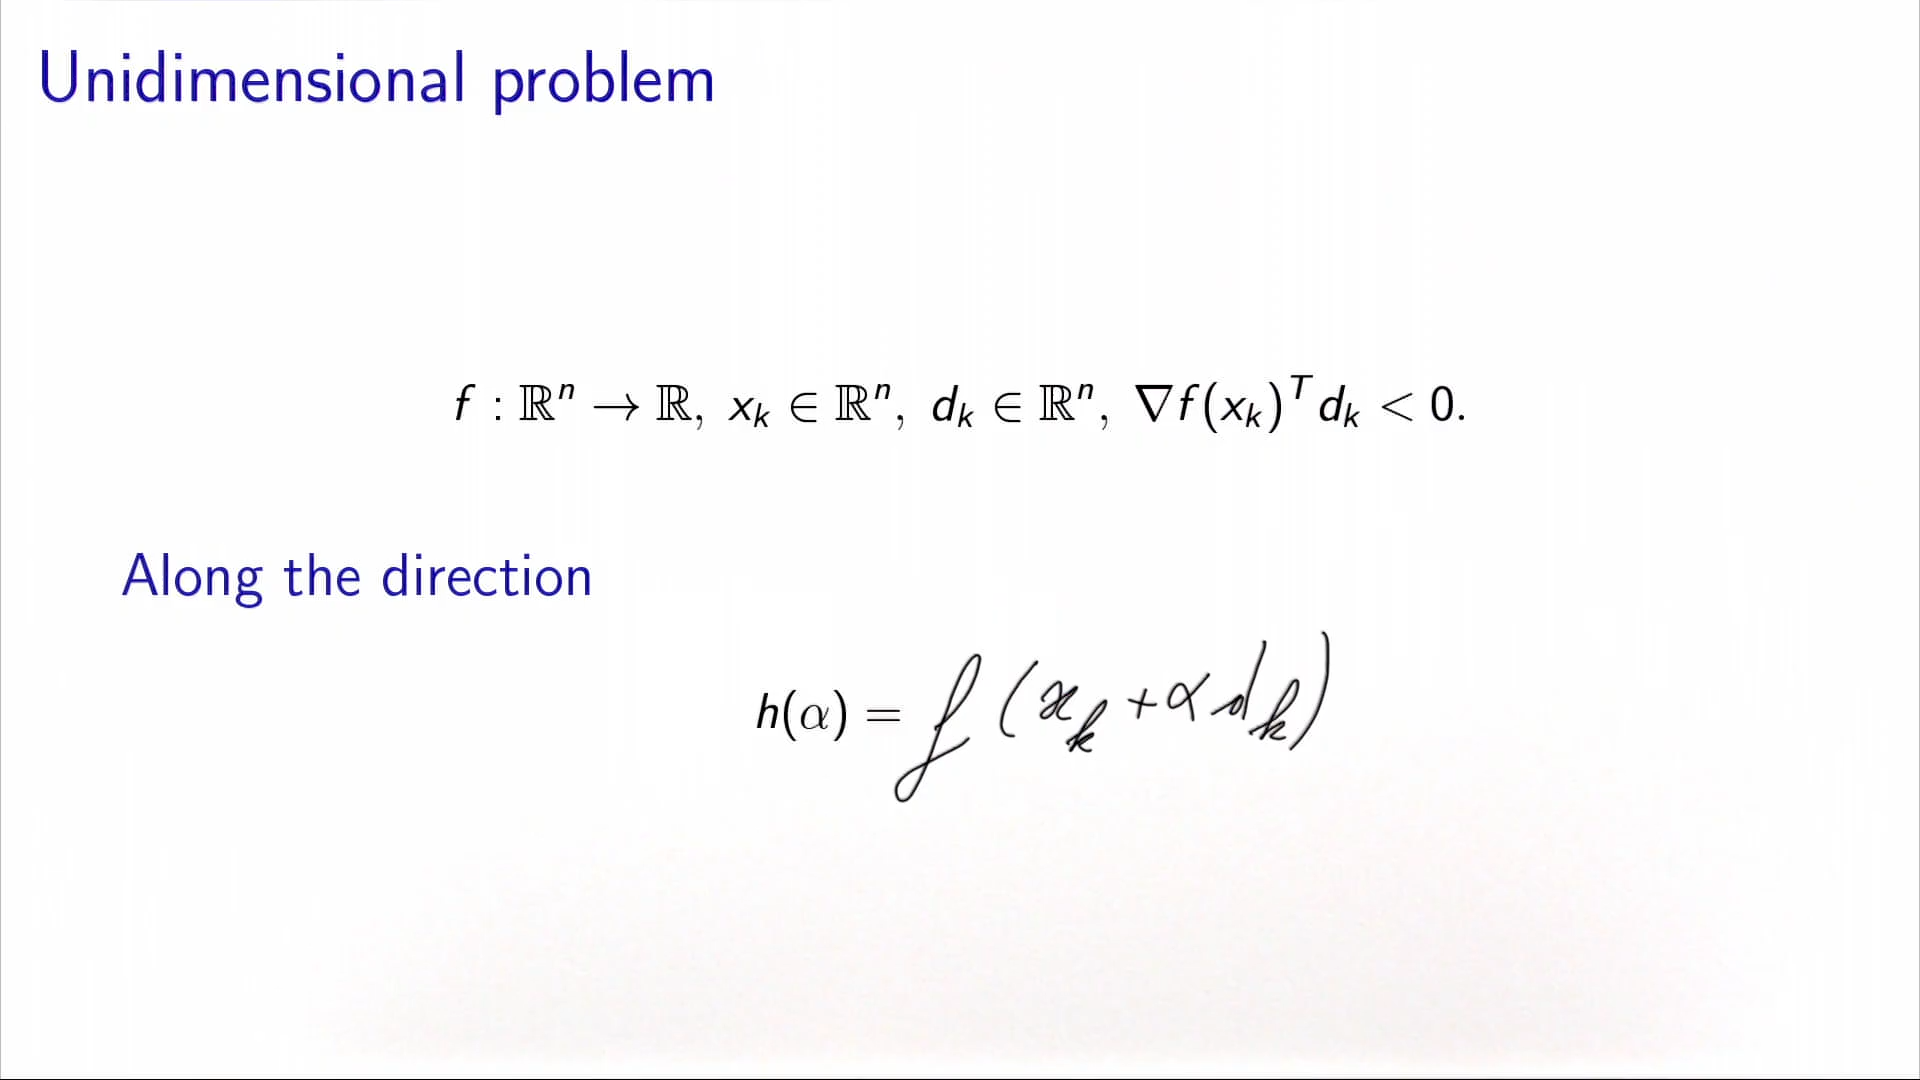 Unidimensional problem
f : ℝⁿ → ℝ, xₖ ∈ ℝⁿ, dₖ ∈ ℝⁿ, ∇f(xₖ)ᵀdₖ < 0.
Along the direction
h(α) = f(xₖ + αdₖ)